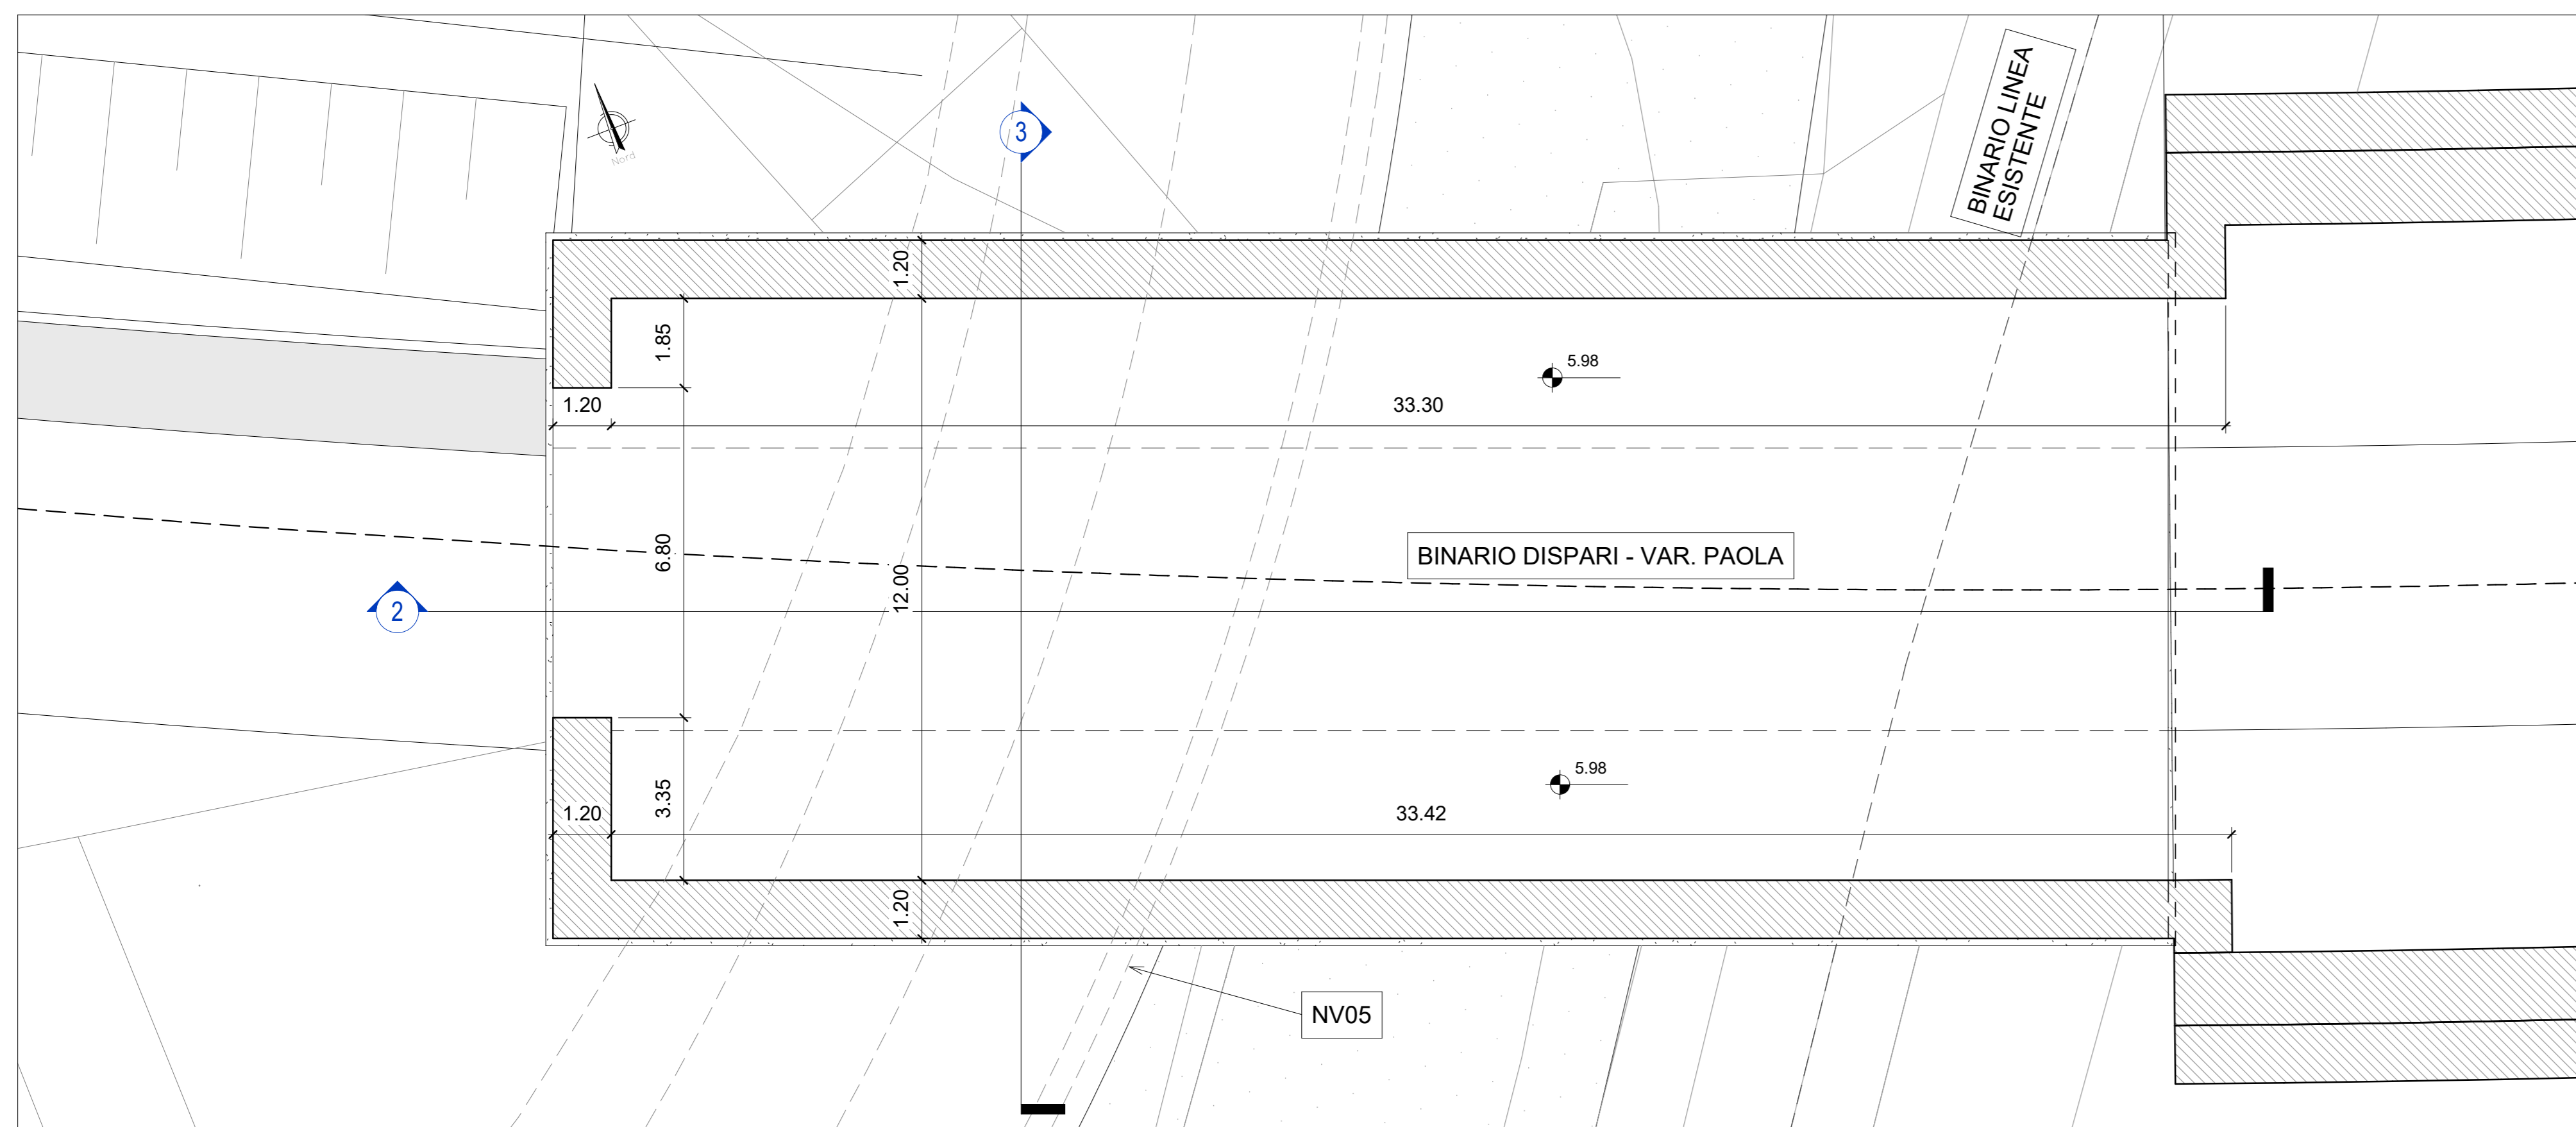 BINARIO LINEA
ESISTENTE
Nord
3
1.20
1.85
5.98
1.20
33.30
6.80
BINARIO DISPARI - VAR. PAOLA
12.00
2
5.98
3.35
1.20
33.42
1.20
NV05